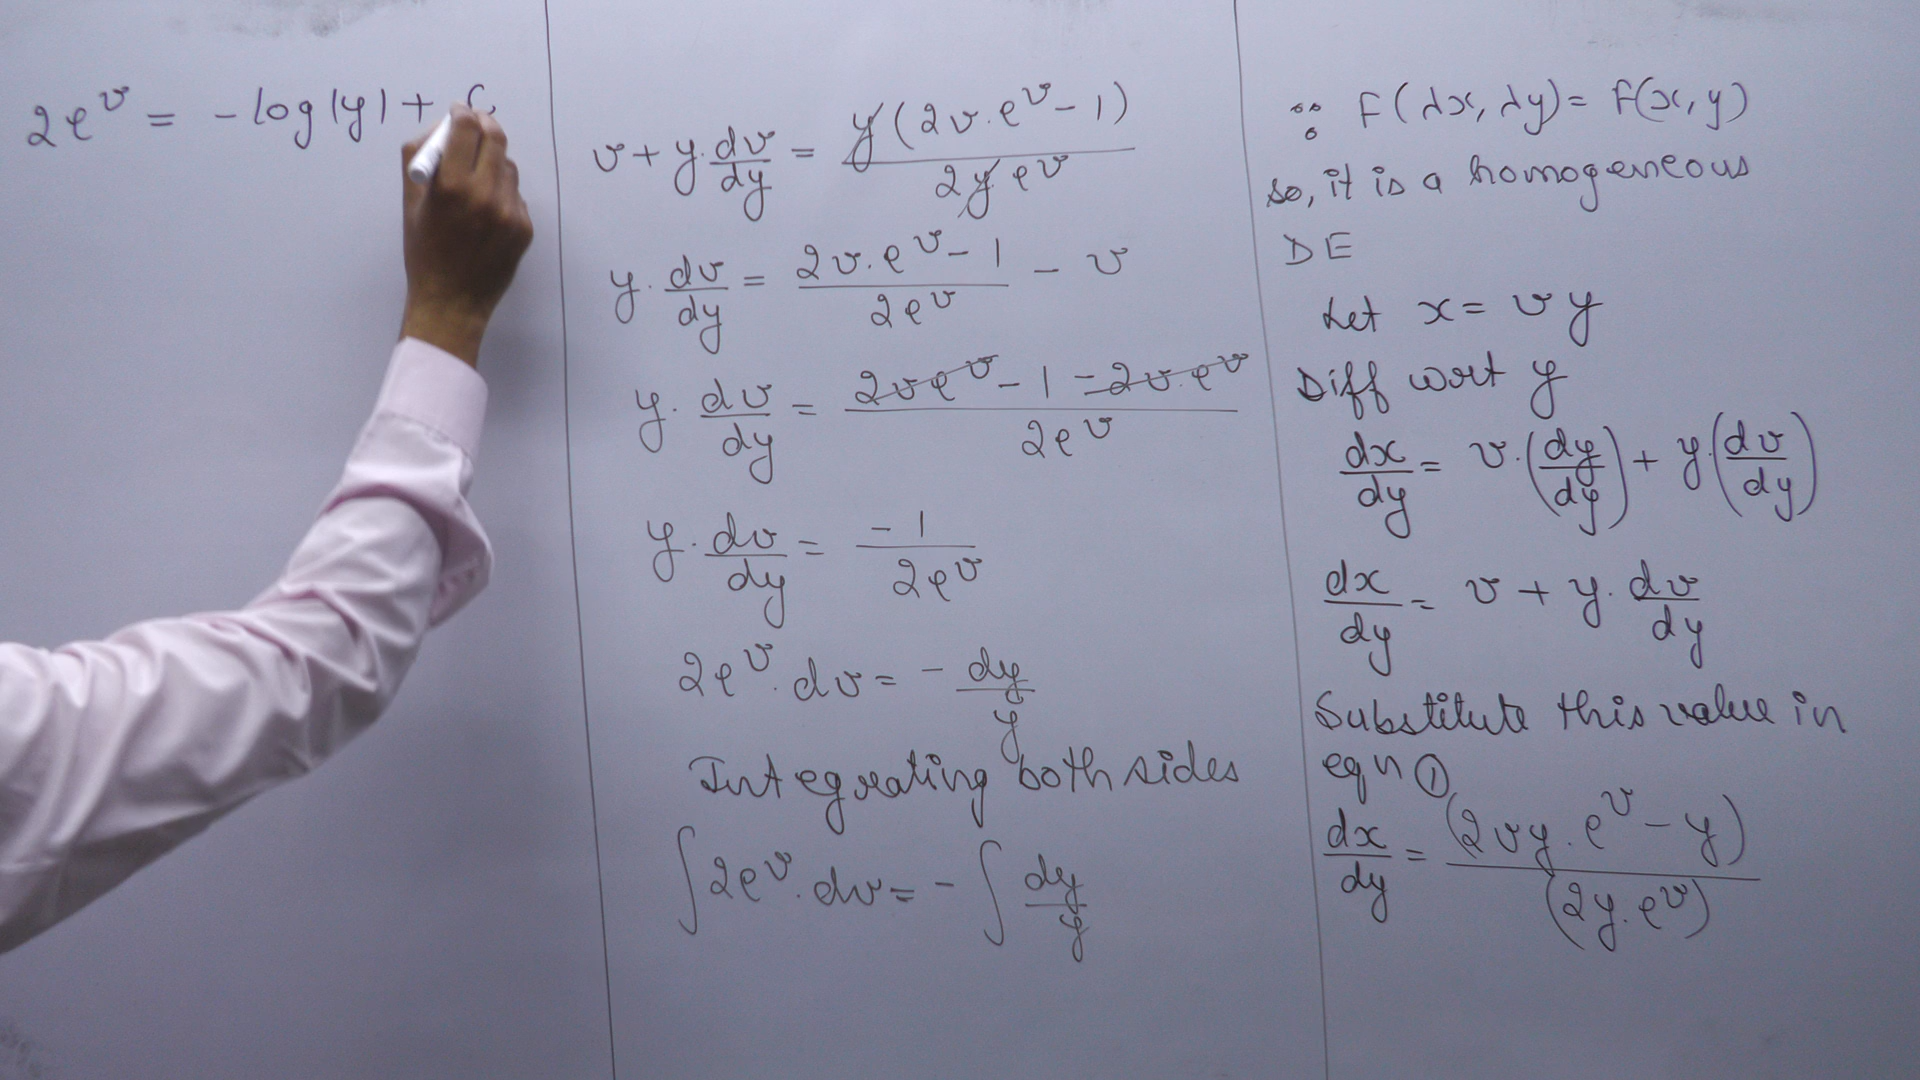 ∵ F(λx, λy) = F(x, y)
so, it is a homogeneous
DE
Let x = vy
Diff wrt y
dx/dy = v.(dy/dy) + y.(dv/dy)
dx/dy = v + y.dv/dy
Substitute this value in
eqn ①
dx/dy = (2vy.e^v - y)/(2y.e^v)
v + y.dv/dy = y(2v.e^v - 1)/2y e^v
y.dv/dy = 2v.e^v - 1/2e^v - v
y.dv/dy = 2ve^v - 1 - 2v.e^v/2e^v
y.dv/dy = -1/2e^v
2e^v.dv = -dy/y
Integrating both sides
∫2e^v.dv = -∫dy/y
2e^v = -log|y| + C